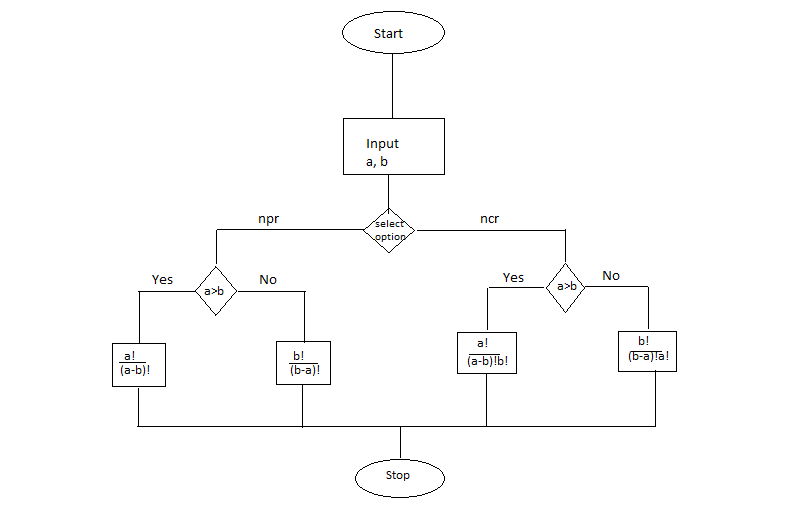 Start
Input
a, b
npr
select
option
ncr
Yes
a>b
No
Yes
a>b
No
a!
(a-b)!
b!
(b-a)!
a!
(a-b)!b!
b!
(b-a)!a!
Stop